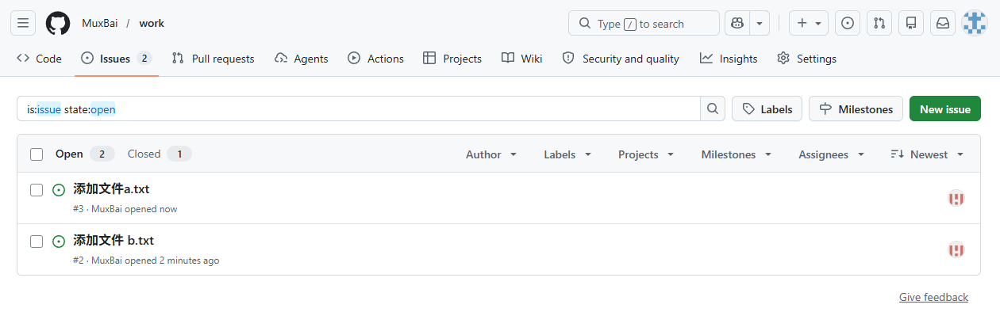 MuxBai / work
Type / to search
Code Issues 2 Pull requests Agents Actions Projects Wiki Security and quality Insights Settings
is:issue state:open
Labels Milestones New issue
Open 2 Closed 1 Author Labels Projects Milestones Assignees Newest
添加文件a.txt
#3 · MuxBai opened now
添加文件 b.txt
#2 · MuxBai opened 2 minutes ago
Give feedback